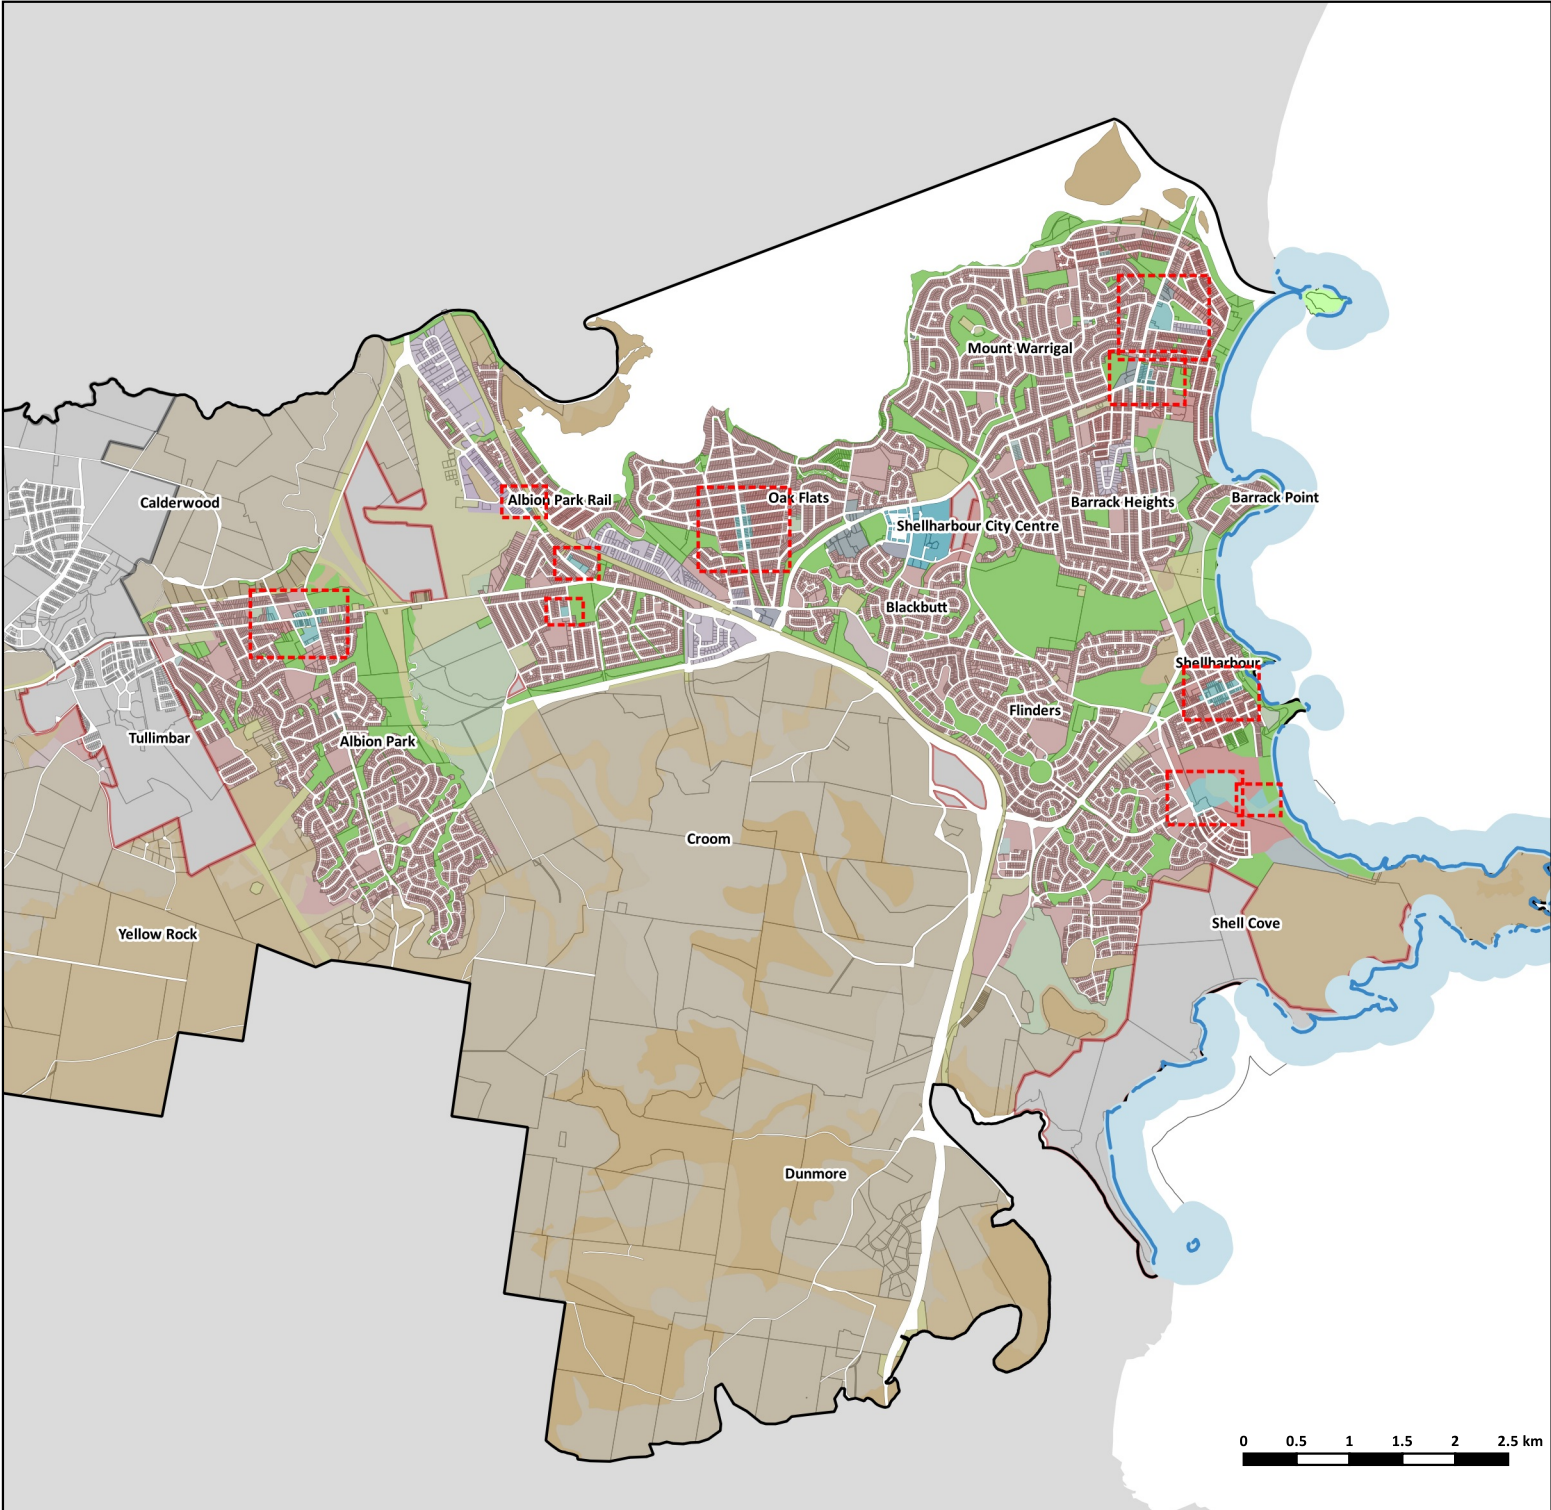 Mount Warrigal
Calderwood
Albion Park Rail
Oak Flats
Barrack Heights
Barrack Point
Shellharbour City Centre
Blackbutt
Shellharbour
Flinders
Tullimbar
Albion Park
Croom
Shell Cove
Yellow Rock
Dunmore
0 0.5 1 1.5 2 2.5 km